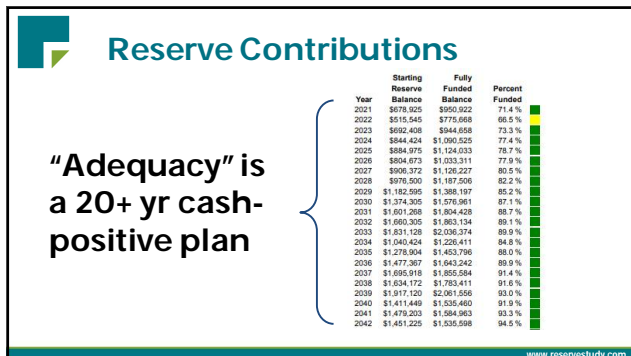 Reserve Contributions
"Adequacy" is
a 20+ yr cash-
positive plan
Starting Fully
Reserve Funded Percent
Year Balance Balance Funded
2021 $678,925 $950,922 71.4 %
2022 $515,545 $775,668 66.5 %
2023 $692,408 $944,658 73.3 %
2024 $844,424 $1,090,525 77.4 %
2025 $884,975 $1,124,033 78.7 %
2026 $804,673 $1,033,311 77.9 %
2027 $906,372 $1,126,227 80.5 %
2028 $976,500 $1,187,506 82.2 %
2029 $1,182,595 $1,388,197 85.2 %
2030 $1,374,305 $1,576,961 87.1 %
2031 $1,601,268 $1,804,428 88.7 %
2032 $1,660,305 $1,863,134 89.1 %
2033 $1,831,128 $2,036,374 89.9 %
2034 $1,040,424 $1,226,411 84.8 %
2035 $1,278,904 $1,453,796 88.0 %
2036 $1,477,367 $1,643,242 89.9 %
2037 $1,695,918 $1,855,584 91.4 %
2038 $1,634,172 $1,783,411 91.6 %
2039 $1,917,120 $2,061,556 93.0 %
2040 $1,411,449 $1,535,460 91.9 %
2041 $1,479,203 $1,584,963 93.3 %
2042 $1,451,225 $1,535,598 94.5 %
www.reservestudy.com